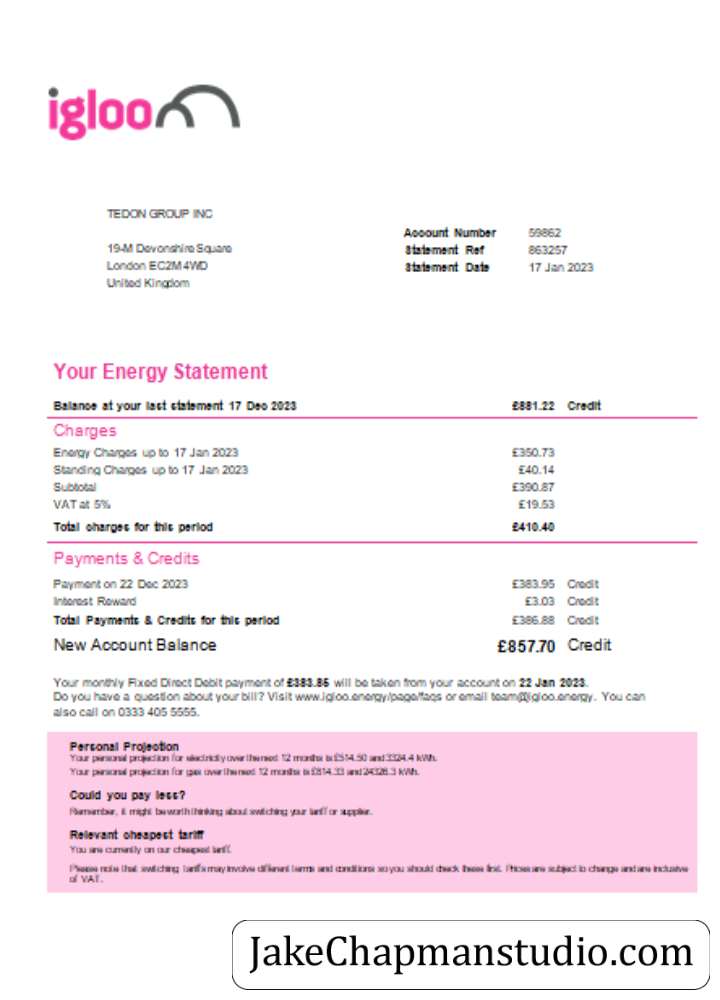 igloo
TEDON GROUP INC
19-M Devonshire Square
London EC2M 4WD
United Kingdom
Account Number 59862
Statement Ref 863257
Statement Date 17 Jan 2023
Your Energy Statement
Balance at your last statement 17 Dec 2023 £881.22 Credit
Charges
Energy Charges up to 17 Jan 2023 £350.73
Standing Charges up to 17 Jan 2023 £40.14
Subtotal £390.87
VAT at 5% £19.53
Total charges for this period £410.40
Payments & Credits
Payment on 22 Dec 2023 £383.95 Credit
Interest Reward £3.03 Credit
Total Payments & Credits for this period £386.88 Credit
New Account Balance £857.70 Credit
Your monthly Fixed Direct Debit payment of £383.85 will be taken from your account on 22 Jan 2023.
Do you have a question about your bill? Visit www.igloo.energy/page/faqs or email team@igloo.energy. You can
also call on 0333 405 5555.
Personal Projection
Your personal projection for electricity over the next 12 months is £514.50 and 3324.4 kWh.
Your personal projection for gas over the next 12 months is £814.33 and 24326.3 kWh.
Could you pay less?
Remember, it might be worth thinking about switching your tariff or supplier.
Relevant cheapest tariff
You are currently on our cheapest tariff.
Please note that switching tariffs may involve different terms and conditions so you should check these first. Prices are subject to change and are inclusive
of VAT.
JakeChapmanstudio.com